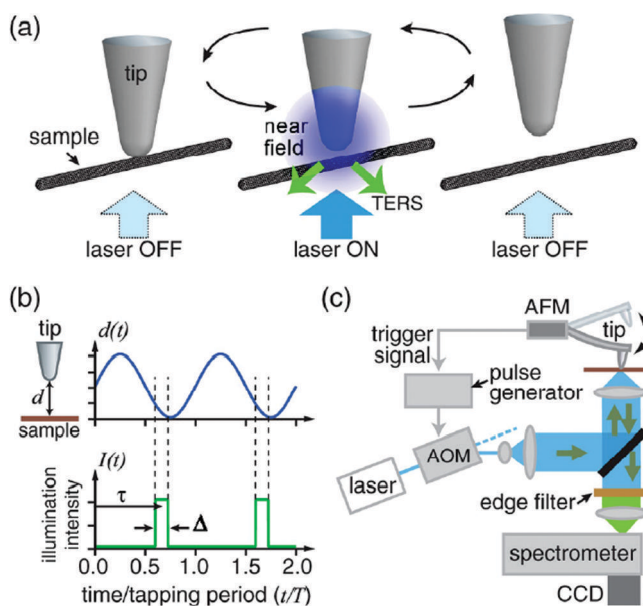 (a)
tip
sample
near
field
TERS
laser OFF
laser ON
laser OFF
(b)
tip
d
sample
d(t)
I(t)
τ
Δ
illumination
intensity
0.0 0.5 1.0 1.5 2.0
time/tapping period (t/T)
(c)
AFM
tip
trigger
signal
pulse
generator
AOM
laser
edge filter
spectrometer
CCD